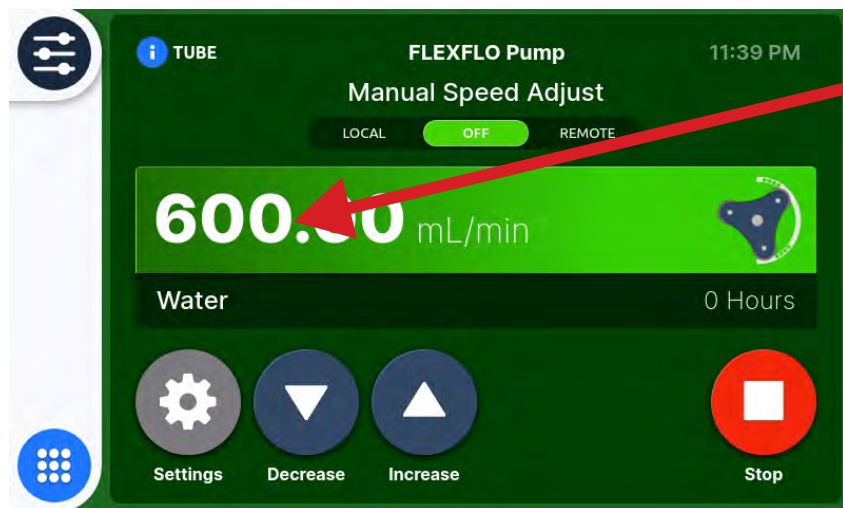 TUBE FLEXFLO Pump 11:39 PM
Manual Speed Adjust
LOCAL OFF REMOTE
600.00 mL/min
Water 0 Hours
Settings Decrease Increase Stop